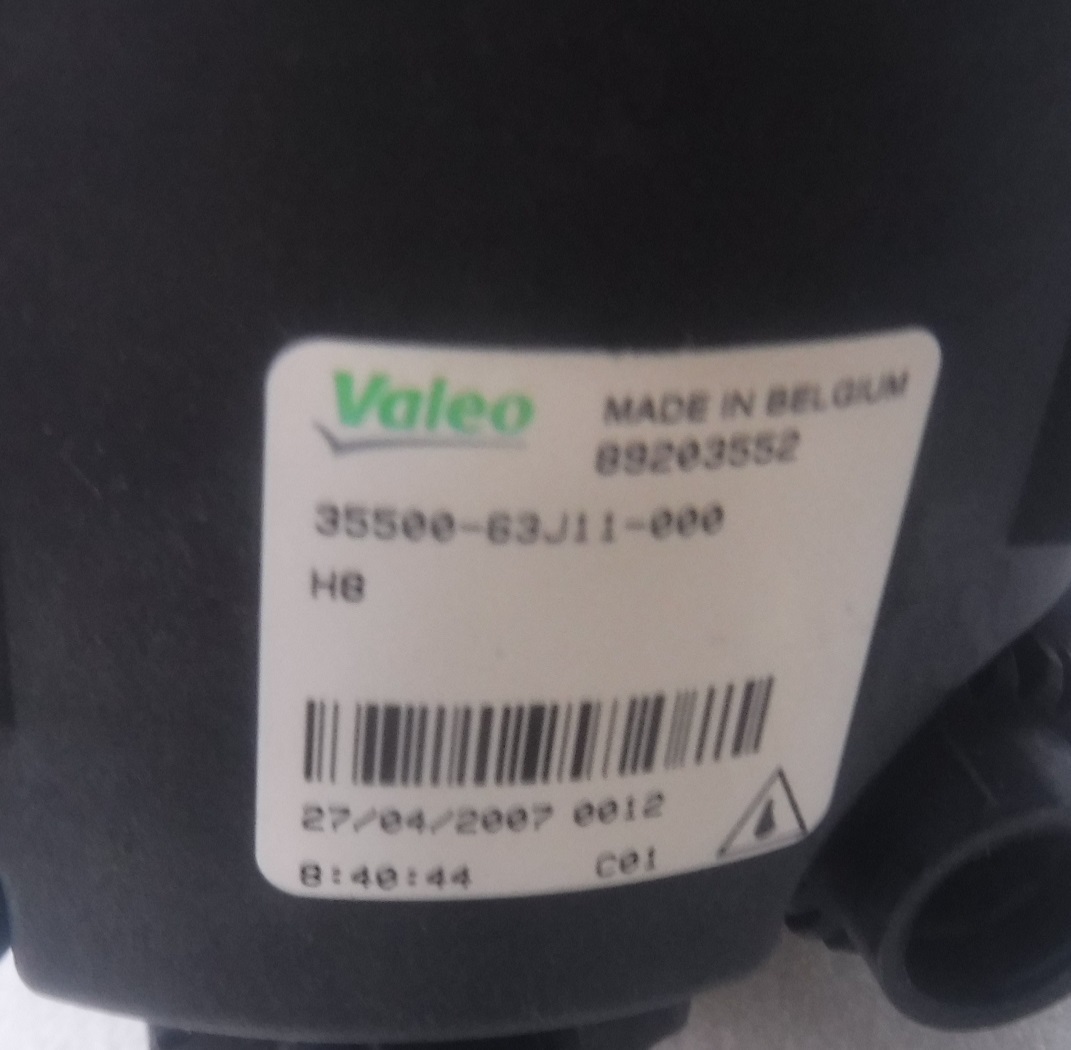 Valeo
MADE IN BELGIUM
89203552
35500-63J11-000
H8
27/04/2007 0012
8:40:44 C01